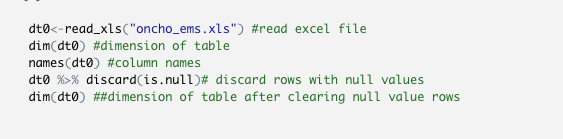 dt0<-read_xls("oncho_ems.xls") #read excel file
dim(dt0) #dimension of table
names(dt0) #column names
dt0 %>% discard(is.null)# discard rows with null values
dim(dt0) ##dimension of table after clearing null value rows